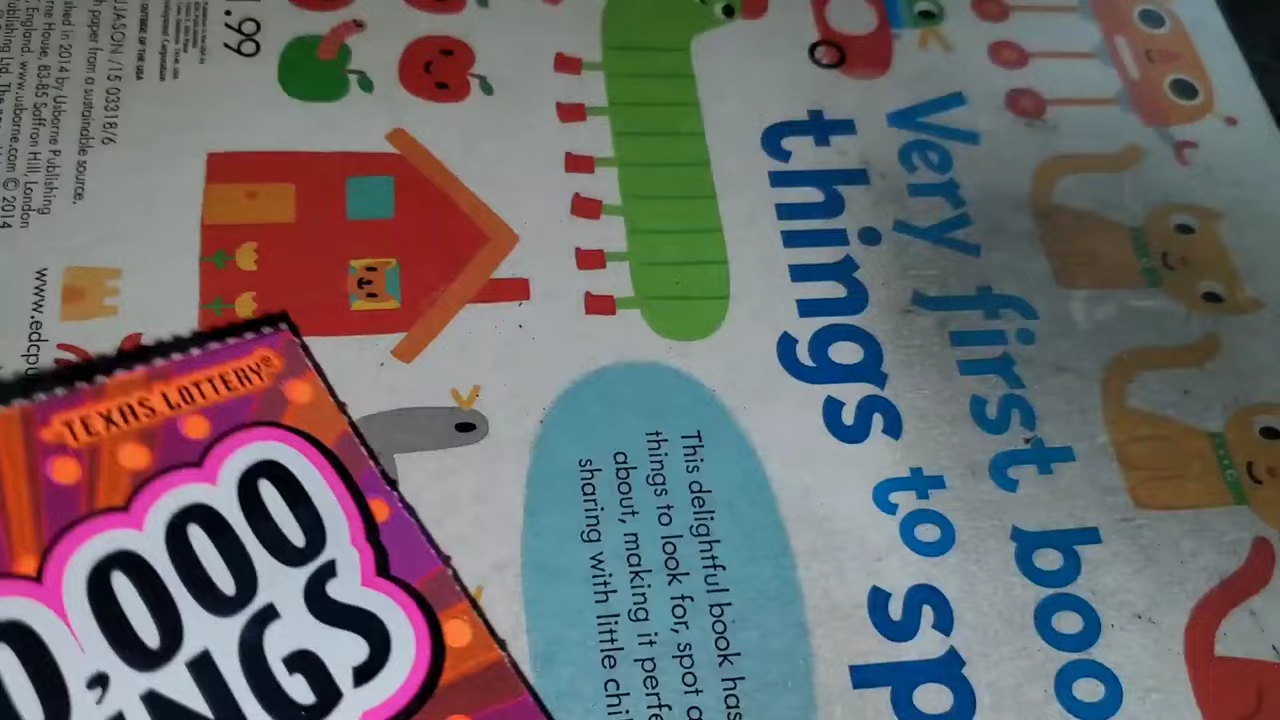 Very first boo
things to sp
This delightful book has
things to look for, spot a
about, making it perfe
sharing with little chi
.99
JASON /15 03318/6
paper from a sustainable source.
shed in 2014 by Usborne Publishing
rne House, 83-85 Saffron Hill, London
England. www.usborne.com © 2014
blishing Ltd. The
www.edcpu
TEXAS LOTTERY®
0,000
NGS